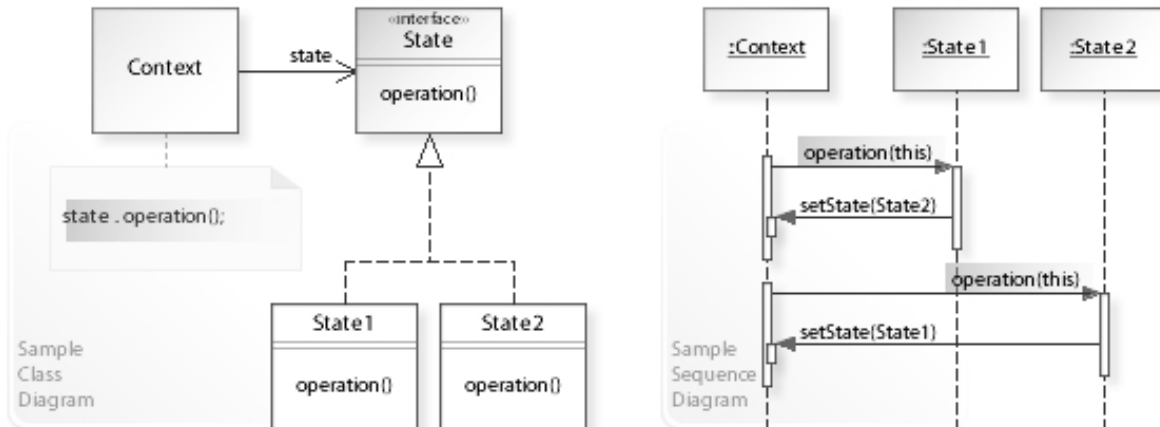 Context
state
«interface»
State
operation()
state . operation();
State1
operation()
State2
operation()
Sample
Class
Diagram
:Context
:State1
:State2
operation(this)
setState(State2)
operation(this)
setState(State1)
Sample
Sequence
Diagram